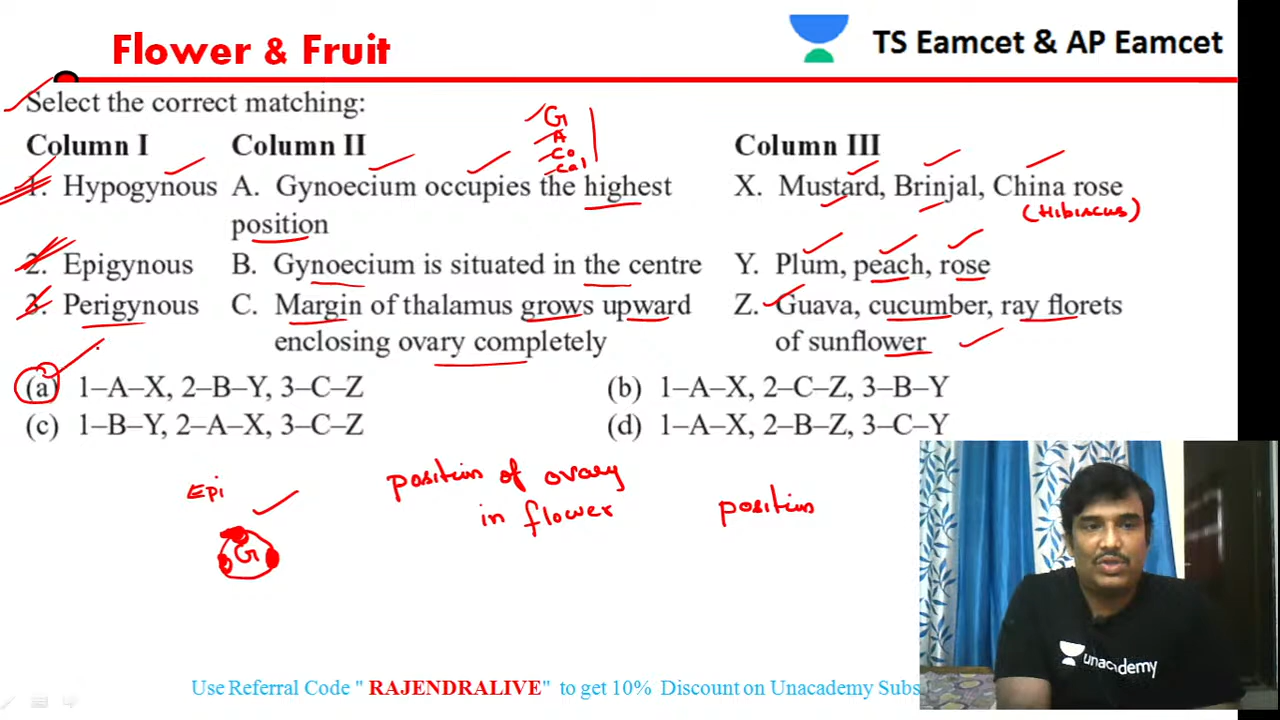 Flower & Fruit
TS Eamcet & AP Eamcet
Select the correct matching:
G
A
Co
Cal
Column I Column II Column III
1. Hypogynous A. Gynoecium occupies the highest position X. Mustard, Brinjal, China rose
(Hibiscus)
2. Epigynous B. Gynoecium is situated in the centre Y. Plum, peach, rose
3. Perigynous C. Margin of thalamus grows upward Z. Guava, cucumber, ray florets
enclosing ovary completely of sunflower
(a) 1–A–X, 2–B–Y, 3–C–Z (b) 1–A–X, 2–C–Z, 3–B–Y
(c) 1–B–Y, 2–A–X, 3–C–Z (d) 1–A–X, 2–B–Z, 3–C–Y
Epi position of ovary
in flower position
G
unacademy
Use Referral Code " RAJENDRALIVE" to get 10% Discount on Unacademy Subs